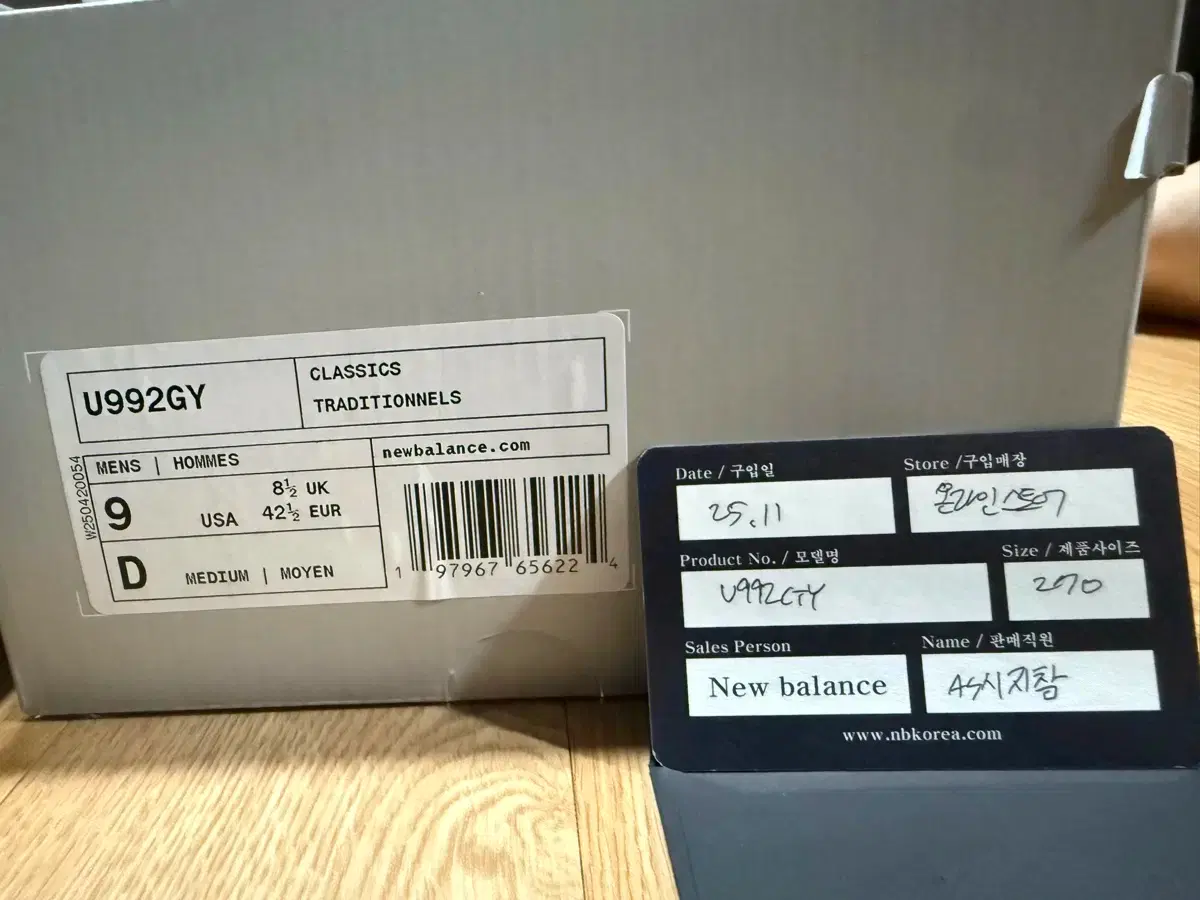 U992GY
CLASSICS
TRADITIONNELS
MENS | HOMMES
newbalance.com
9
8½ UK
USA 42½ EUR
D
MEDIUM | MOYEN
W250420054
1 97967 65622 4
Date / 구입일
Store /구입매장
25.11
온라인스토어
Product No. / 모델명
Size / 제품사이즈
U992GY
270
Sales Person
Name / 판매직원
New balance
AS시지참
www.nbkorea.com